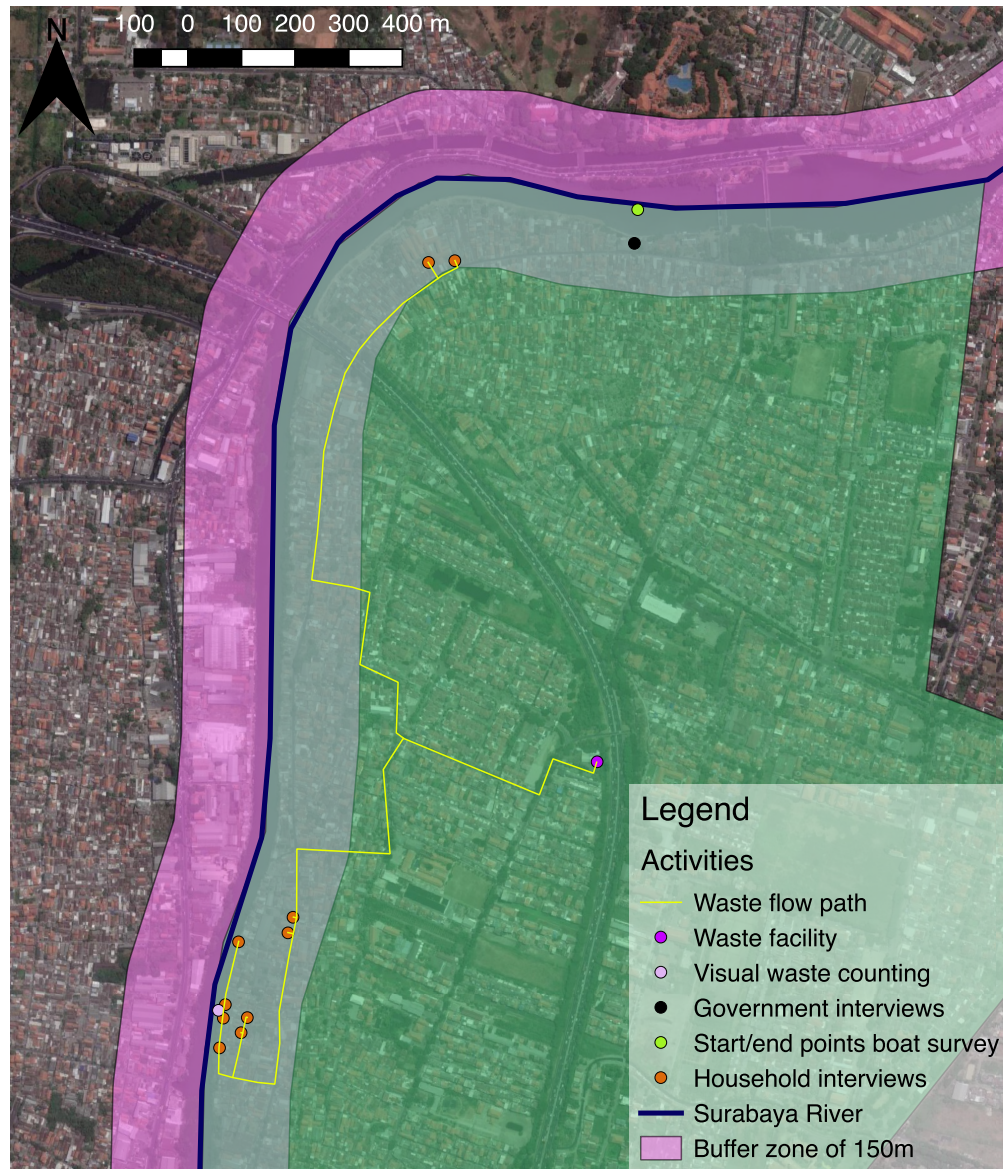 N
100 0 100 200 300 400 m
Legend
Activities
Waste flow path
Waste facility
Visual waste counting
Government interviews
Start/end points boat survey
Household interviews
Surabaya River
Buffer zone of 150m